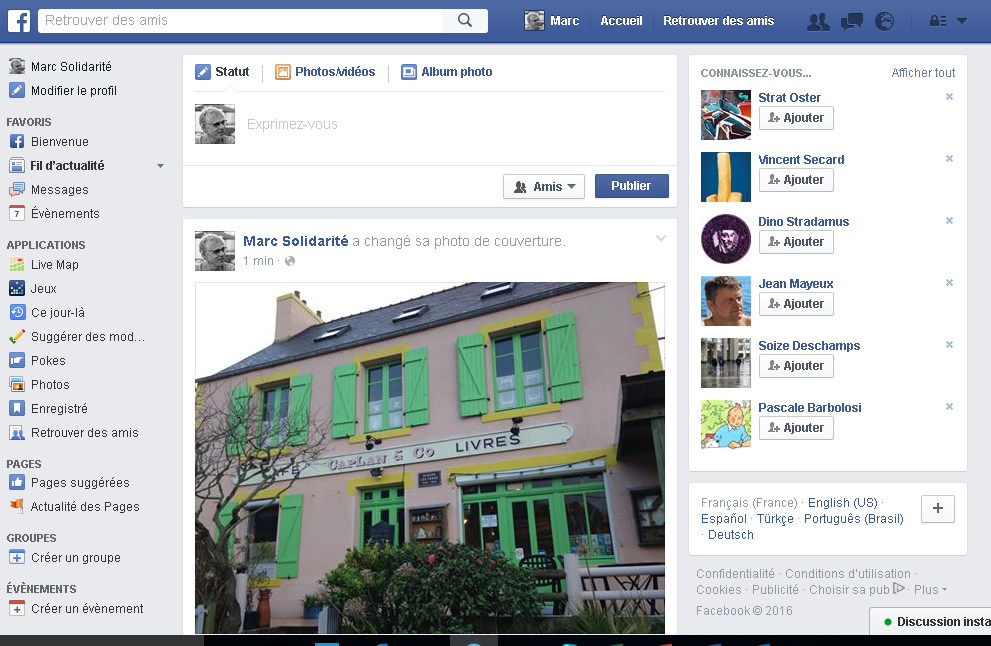 Retrouver des amis
Marc
Accueil
Retrouver des amis
Marc Solidarité
Modifier le profil
FAVORIS
Bienvenue
Fil d'actualité
Messages
7 Évènements
APPLICATIONS
Live Map
Jeux
Ce jour-là
Suggérer des mod...
Pokes
Photos
Enregistré
Retrouver des amis
PAGES
Pages suggérées
Actualité des Pages
GROUPES
Créer un groupe
ÉVÈNEMENTS
Créer un évènement
Statut
Photos/vidéos
Album photo
Exprimez-vous
Amis
Publier
Marc Solidarité a changé sa photo de couverture.
1 min ·
CAFÉ CAPLAN & Co LIVRES
CONNAISSEZ-VOUS...
Afficher tout
Strat Oster
Ajouter
Vincent Secard
Ajouter
Dino Stradamus
Ajouter
Jean Mayeux
Ajouter
Soize Deschamps
Ajouter
Pascale Barbolosi
Ajouter
Français (France) · English (US) ·
Español · Türkçe · Português (Brasil)
· Deutsch
Confidentialité · Conditions d'utilisation ·
Cookies · Publicité · Choisir sa pub · Plus
Facebook © 2016
Discussion insta